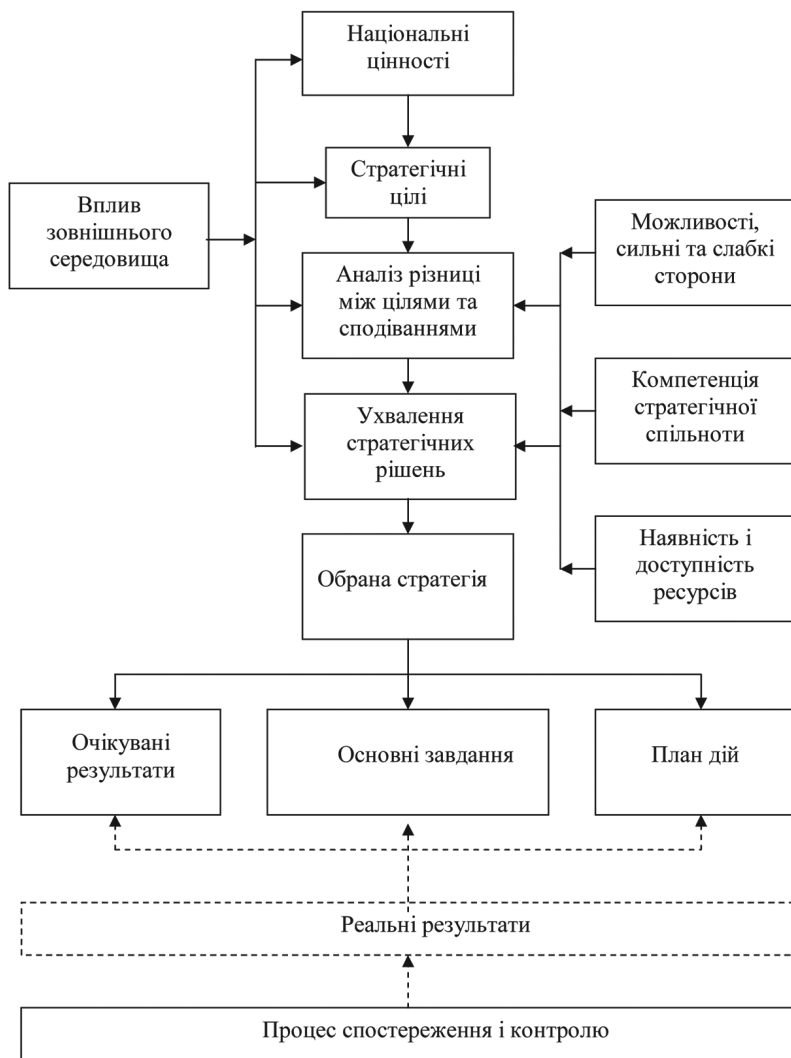 Національні
цінності
Стратегічні
цілі
Вплив
зовнішнього
середовища
Можливості,
сильні та слабкі
сторони
Аналіз різниці
між цілями та
сподіваннями
Компетенція
стратегічної
спільноти
Ухвалення
стратегічних
рішень
Наявність і
доступність
ресурсів
Обрана стратегія
Очікувані
результати
Основні завдання
План дій
Реальні результати
Процес спостереження і контролю